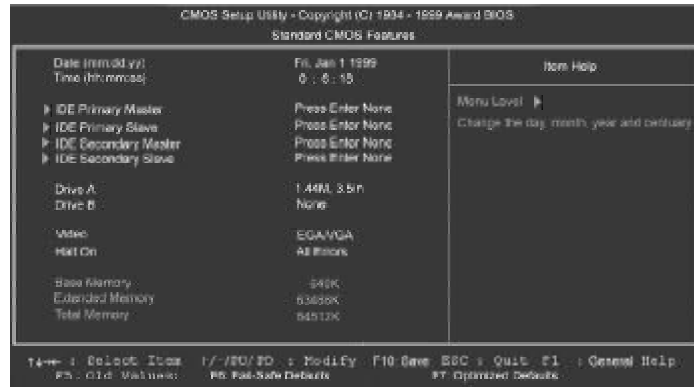 CMOS Setup Utility - Copyright (C) 1984 - 1999 Award BIOS
Standard CMOS Features
Date (mm:dd:yy) Fri, Jan 1 1999
Time (hh:mm:ss) 0 : 6 : 18
Item Help
IDE Primary Master Press Enter None
IDE Primary Slave Press Enter None
IDE Secondary Master Press Enter None
IDE Secondary Slave Press Enter None
Menu Level
Change the day, month, year and century
Drive A 1.44M, 3.5in
Drive B None
Video EGA/VGA
Halt On All Errors
Base Memory 640K
Extended Memory
Total Memory 64512K
↑↓→← : Select Item +/-/PU/PD : Modify F10:Save ESC : Quit F1 : General Help
F5: Old Values: F6: Fail-Safe Defaults F7: Optimized Defaults